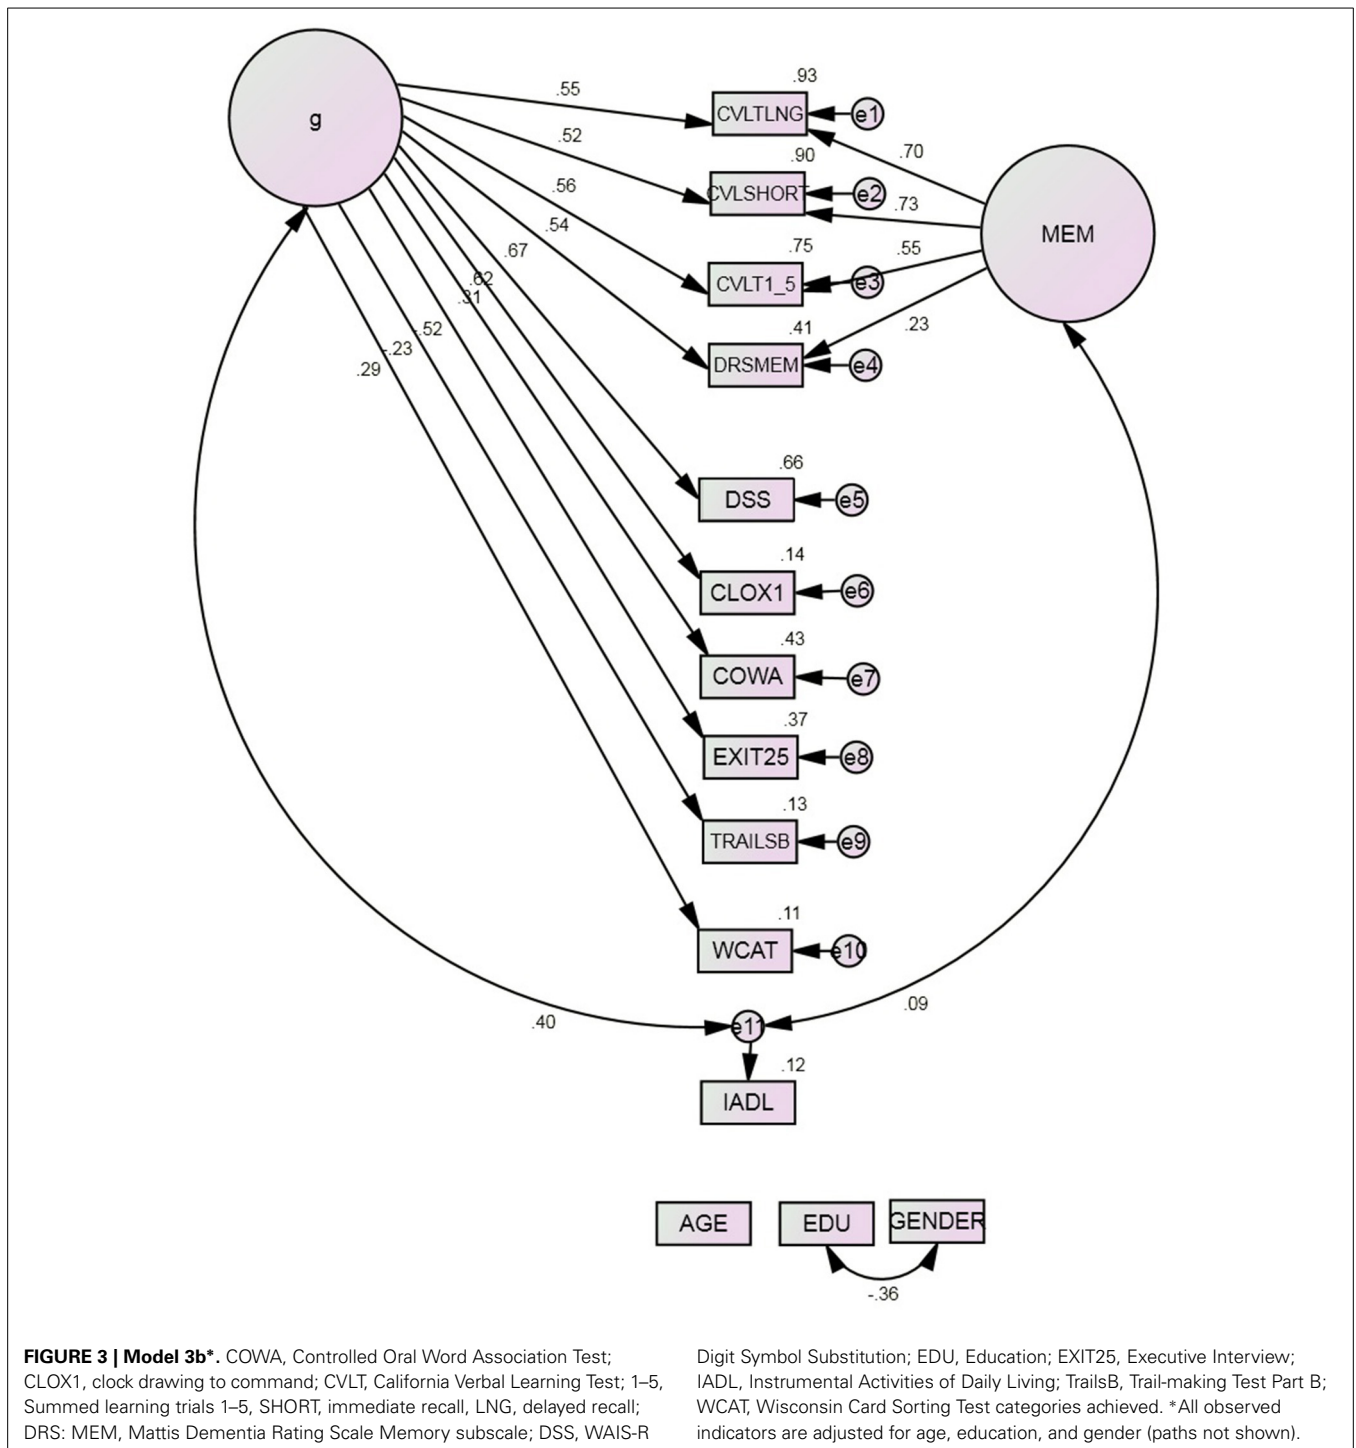 g
.55
.93
CVLTLNG
e1
.52
.90
.70
CVLSHORT
e2
.56
.73
MEM
.54
.75
.55
CVLT1_5
e3
.67
.62
.31
.41
.23
DRSMEM
e4
-.52
-.23
.29
.66
DSS
e5
.14
CLOX1
e6
.43
COWA
e7
.37
EXIT25
e8
.13
TRAILSB
e9
.11
WCAT
e10
.40
e11
.09
.12
IADL
AGE
EDU
GENDER
-.36
FIGURE 3 | Model 3b*. COWA, Controlled Oral Word Association Test;
CLOX1, clock drawing to command; CVLT, California Verbal Learning Test; 1–5,
Summed learning trials 1–5, SHORT, immediate recall, LNG, delayed recall;
DRS: MEM, Mattis Dementia Rating Scale Memory subscale; DSS, WAIS-R
Digit Symbol Substitution; EDU, Education; EXIT25, Executive Interview;
IADL, Instrumental Activities of Daily Living; TrailsB, Trail-making Test Part B;
WCAT, Wisconsin Card Sorting Test categories achieved. *All observed
indicators are adjusted for age, education, and gender (paths not shown).